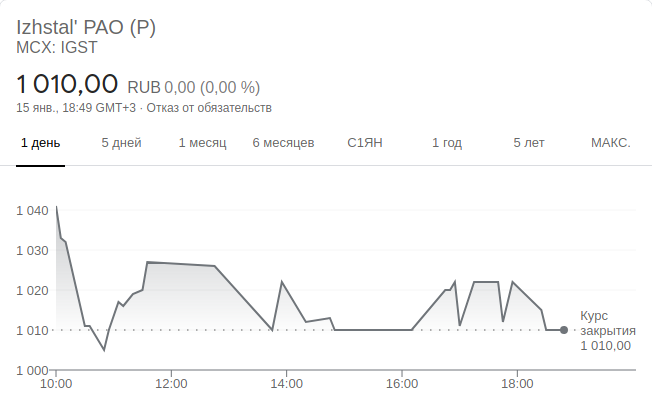 Izhstal' PAO (P)
MCX: IGST
1 010,00 RUB 0,00 (0,00 %)
15 янв., 18:49 GMT+3 · Отказ от обязательств
1 день 5 дней 1 месяц 6 месяцев С1ЯН 1 год 5 лет МАКС.
1 040
1 030
1 020
1 010
1 000
Курс
закрытия
1 010,00
10:00 12:00 14:00 16:00 18:00